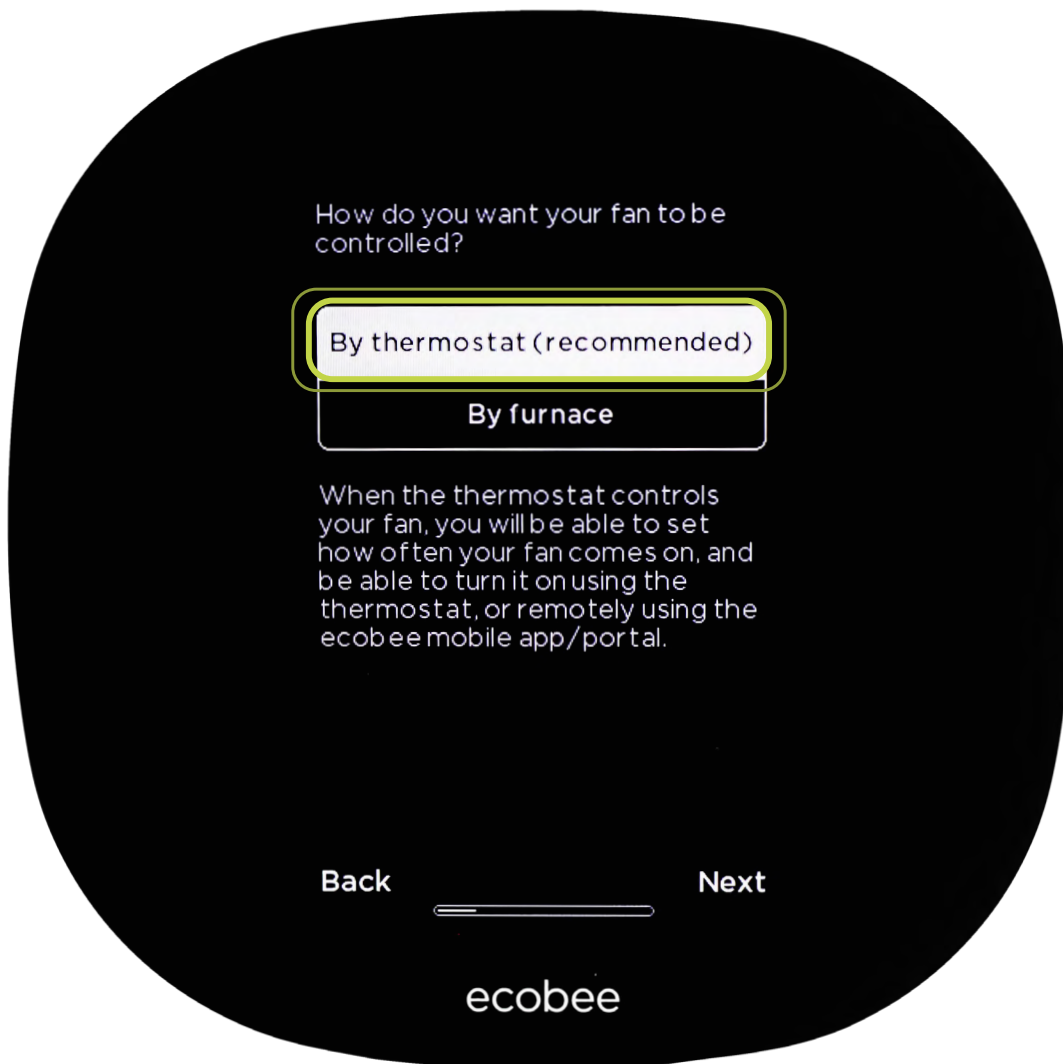 How do you want your fan to be
controlled?
By thermostat (recommended)
By furnace
When the thermostat controls
your fan, you will be able to set
how often your fan comes on, and
be able to turn it on using the
thermostat, or remotely using the
ecobee mobile app/portal.
Back
Next
ecobee